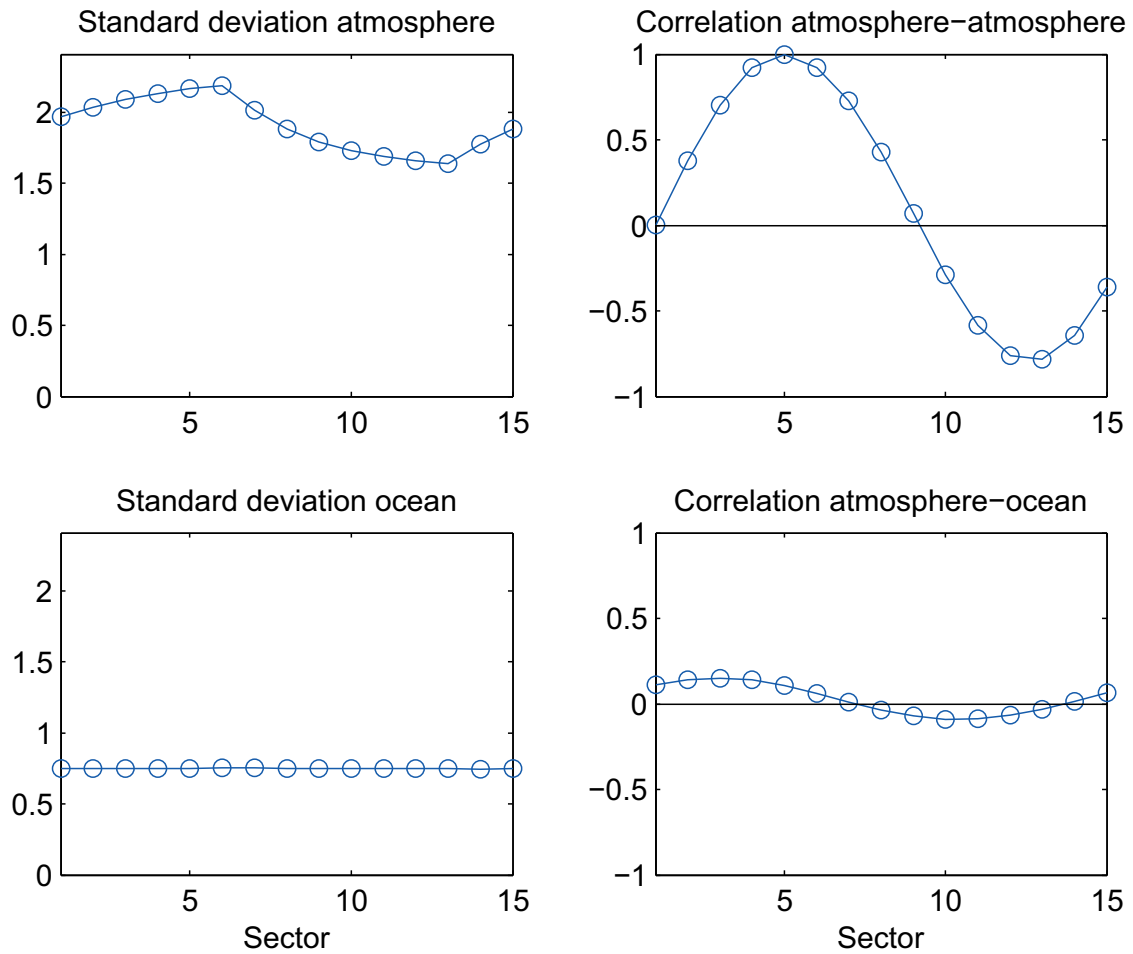 Standard deviation atmosphere
2
1.5
1
0.5
0
5 10 15
Correlation atmosphere−atmosphere
1
0.5
0
−0.5
−1
5 10 15
Standard deviation ocean
2
1.5
1
0.5
0
5 10 15
Sector
Correlation atmosphere−ocean
1
0.5
0
−0.5
−1
5 10 15
Sector